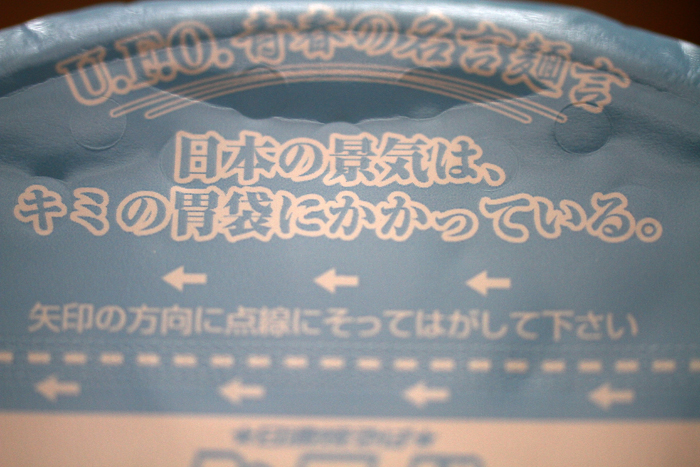 U.F.O.青春の名言麺言
日本の景気は、
キミの胃袋にかかっている。
矢印の方向に点線にそってはがして下さい